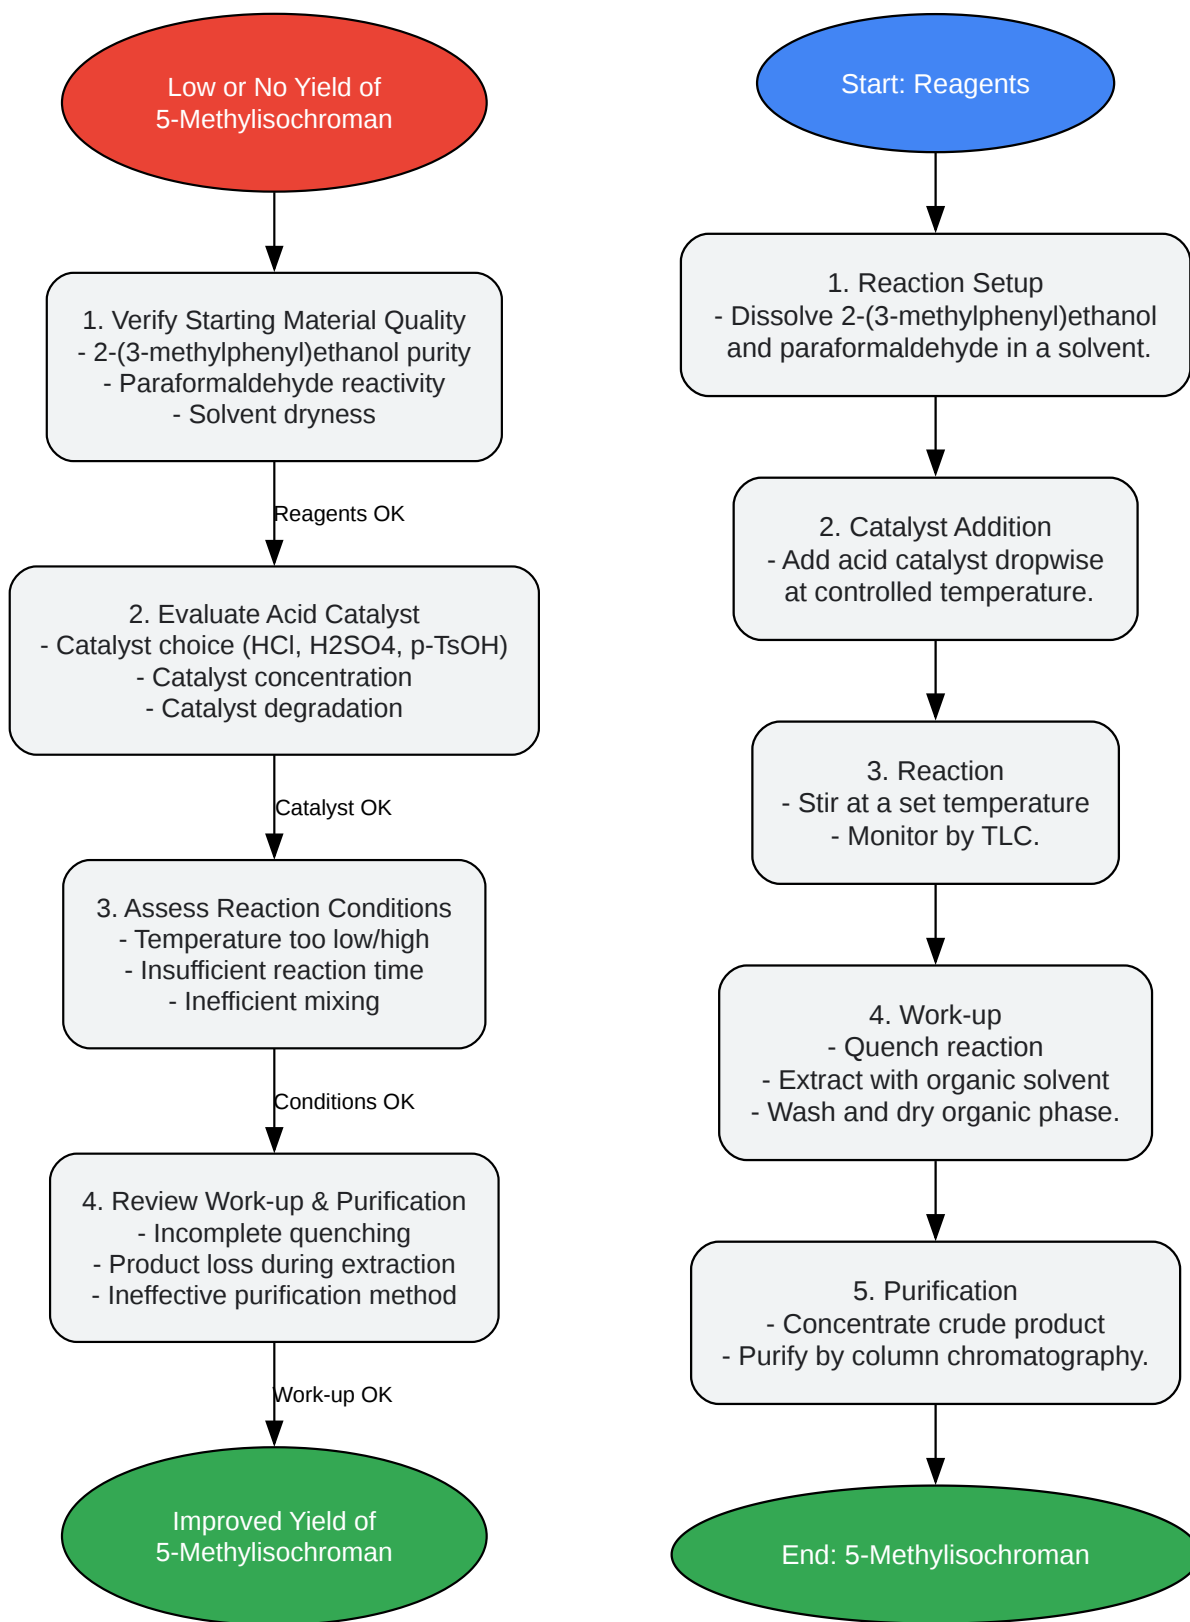 Low or No Yield of
5-Methylisochroman
1. Verify Starting Material Quality
- 2-(3-methylphenyl)ethanol purity
- Paraformaldehyde reactivity
- Solvent dryness
Reagents OK
2. Evaluate Acid Catalyst
- Catalyst choice (HCl, H2SO4, p-TsOH)
- Catalyst concentration
- Catalyst degradation
Catalyst OK
3. Assess Reaction Conditions
- Temperature too low/high
- Insufficient reaction time
- Inefficient mixing
Conditions OK
4. Review Work-up & Purification
- Incomplete quenching
- Product loss during extraction
- Ineffective purification method
Work-up OK
Improved Yield of
5-Methylisochroman
Start: Reagents
1. Reaction Setup
- Dissolve 2-(3-methylphenyl)ethanol
and paraformaldehyde in a solvent.
2. Catalyst Addition
- Add acid catalyst dropwise
at controlled temperature.
3. Reaction
- Stir at a set temperature
- Monitor by TLC.
4. Work-up
- Quench reaction
- Extract with organic solvent
- Wash and dry organic phase.
5. Purification
- Concentrate crude product
- Purify by column chromatography.
End: 5-Methylisochroman